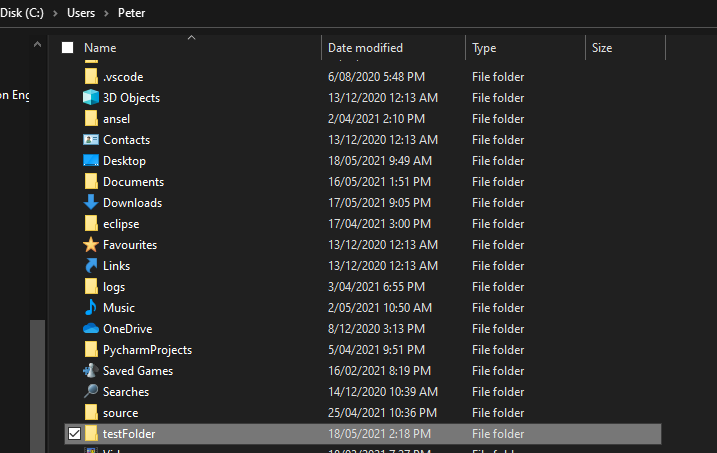 Disk (C:) > Users > Peter
Name Date modified Type Size
.vscode 6/08/2020 5:48 PM File folder
3D Objects 13/12/2020 12:13 AM File folder
ansel 2/04/2021 2:10 PM File folder
Contacts 13/12/2020 12:13 AM File folder
Desktop 18/05/2021 9:49 AM File folder
Documents 16/05/2021 1:51 PM File folder
Downloads 17/05/2021 9:05 PM File folder
eclipse 17/04/2021 3:00 PM File folder
Favourites 13/12/2020 12:13 AM File folder
Links 13/12/2020 12:13 AM File folder
logs 3/04/2021 6:55 PM File folder
Music 2/05/2021 10:50 AM File folder
OneDrive 8/12/2020 3:13 PM File folder
PycharmProjects 5/04/2021 9:51 PM File folder
Saved Games 16/02/2021 8:19 PM File folder
Searches 14/12/2020 10:39 AM File folder
source 25/04/2021 10:36 PM File folder
testFolder 18/05/2021 2:18 PM File folder
on Eng